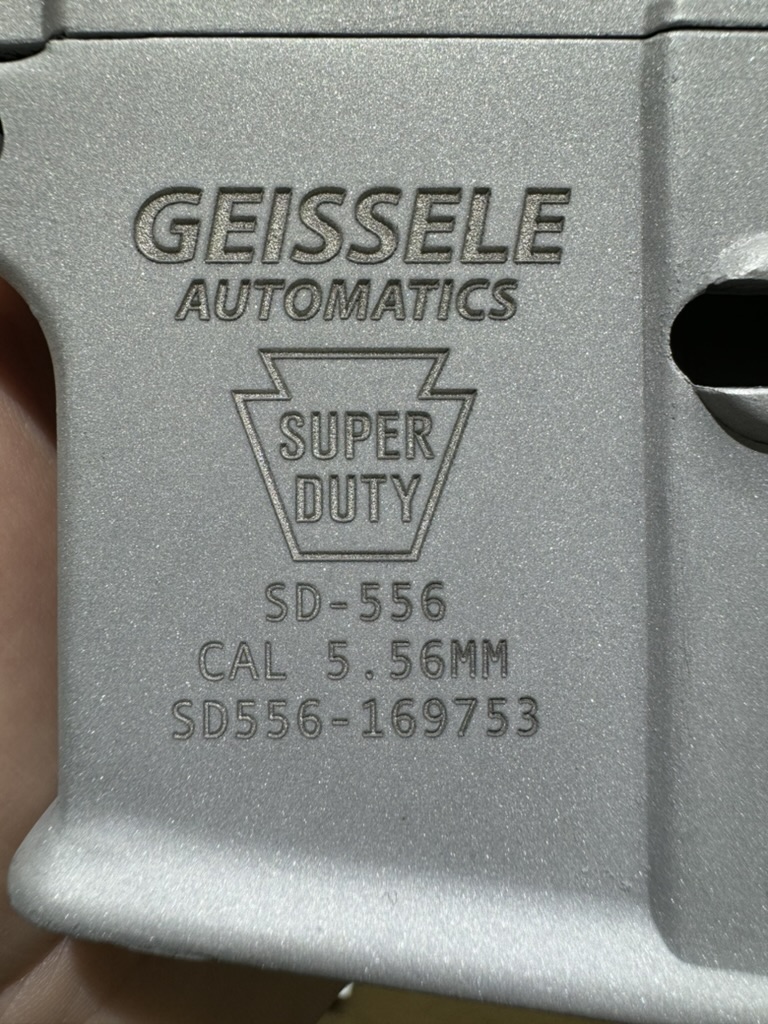 GEISSELE
AUTOMATICS
SUPER
DUTY
SD-556
CAL 5.56MM
SD556-169753